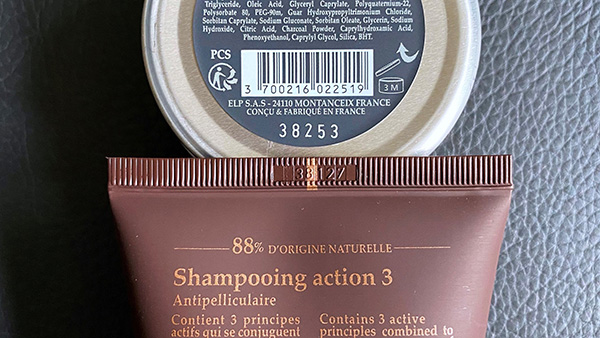 Triglyceride, Oleic Acid, Glyceryl Caprylate, Polyquaternium-22,
Polysorbate 80, PEG-90m, Guar Hydroxypropyltrimonium Chloride,
Sorbitan Caprylate, Sodium Gluconate, Sorbitan Oleate, Glycerin, Sodium
Hydroxide, Citric Acid, Charcoal Powder, Caprylhydroxamic Acid,
Phenoxyethanol, Caprylyl Glycol, Silica, BHT.
PCS
3 700216 022519
3 M
ELP S.A.S - 24110 MONTANCEIX FRANCE
CONÇU & FABRIQUÉ EN FRANCE
38253
38127
88% D'ORIGINE NATURELLE
Shampooing action 3
Antipelliculaire
Contient 3 principes
actifs qui se conjuguent
Contains 3 active
principles combined to